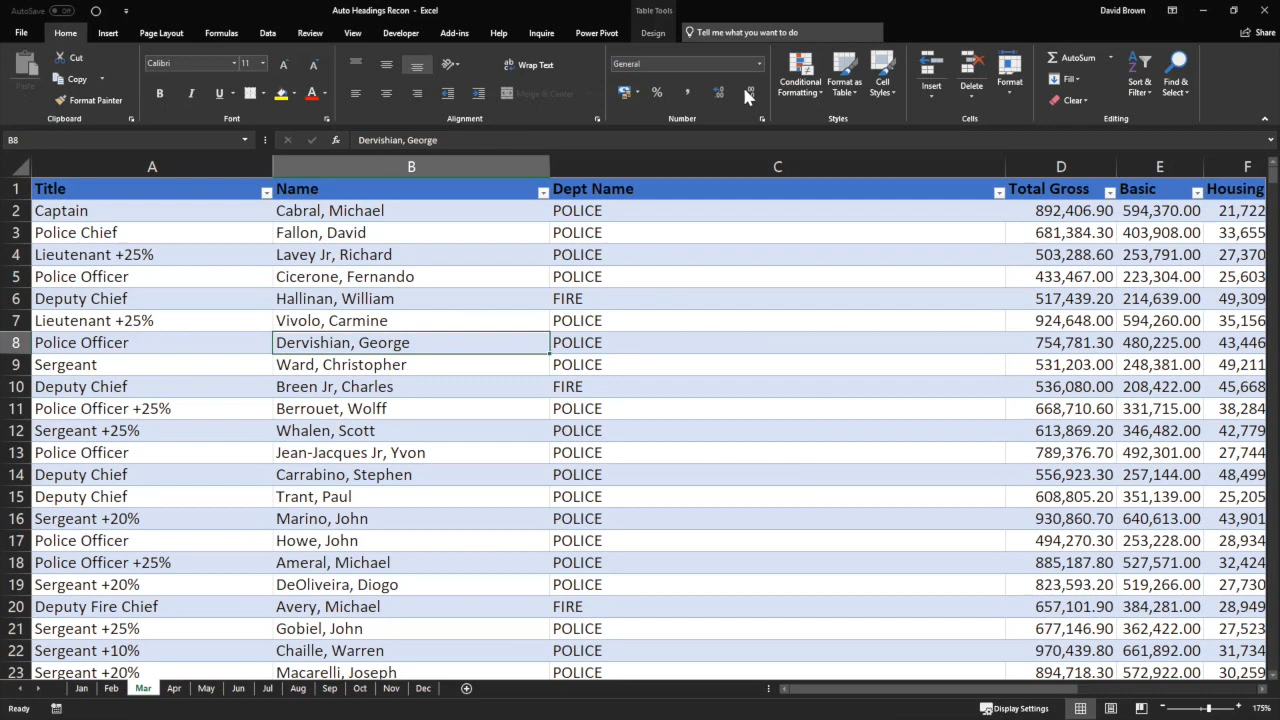 AutoSave Off Auto Headings Recon - Excel Table Tools David Brown
File Home Insert Page Layout Formulas Data Review View Developer Add-ins Help Inquire Power Pivot Design Tell me what you want to do Share
Paste Cut Copy Format Painter
Calibri 11
Wrap Text
Merge & Center
General
Conditional Formatting Format as Table Cell Styles
Insert Delete Format
AutoSum Fill Clear
Sort & Filter Find & Select
Clipboard Font Alignment Number Styles Cells Editing
B8 fx Dervishian, George
A B C D E F
1 Title Name Dept Name Total Gross Basic Housing
2 Captain Cabral, Michael POLICE 892,406.90 594,370.00 21,722
3 Police Chief Fallon, David POLICE 681,384.30 403,908.00 33,655
4 Lieutenant +25% Lavey Jr, Richard POLICE 503,288.60 253,791.00 27,370
5 Police Officer Cicerone, Fernando POLICE 433,467.00 223,304.00 25,603
6 Deputy Chief Hallinan, William FIRE 517,439.20 214,639.00 49,309
7 Lieutenant +25% Vivolo, Carmine POLICE 924,648.00 594,260.00 35,156
8 Police Officer Dervishian, George POLICE 754,781.30 480,225.00 43,446
9 Sergeant Ward, Christopher POLICE 531,203.00 248,381.00 49,211
10 Deputy Chief Breen Jr, Charles FIRE 536,080.00 208,422.00 45,668
11 Police Officer +25% Berrouet, Wolff POLICE 668,710.60 331,715.00 38,284
12 Sergeant +25% Whalen, Scott POLICE 613,869.20 346,482.00 42,779
13 Police Officer Jean-Jacques Jr, Yvon POLICE 789,376.70 492,301.00 27,744
14 Deputy Chief Carrabino, Stephen POLICE 556,923.30 257,144.00 48,499
15 Deputy Chief Trant, Paul POLICE 608,805.20 351,139.00 25,205
16 Sergeant +20% Marino, John POLICE 930,860.70 640,613.00 43,901
17 Police Officer Howe, John POLICE 494,270.30 253,228.00 28,934
18 Police Officer +25% Ameral, Michael POLICE 885,187.80 527,571.00 32,424
19 Sergeant +20% DeOliveira, Diogo POLICE 823,593.20 519,266.00 27,730
20 Deputy Fire Chief Avery, Michael FIRE 657,101.90 384,281.00 28,949
21 Sergeant +25% Gobiel, John POLICE 677,146.90 362,422.00 27,523
22 Sergeant +10% Chaille, Warren POLICE 970,439.80 661,892.00 31,734
23 Sergeant +20% Macarelli, Joseph POLICE 894,718.30 572,922.00 30,259
Jan Feb Mar Apr May Jun Jul Aug Sep Oct Nov Dec
Ready Display Settings 175%